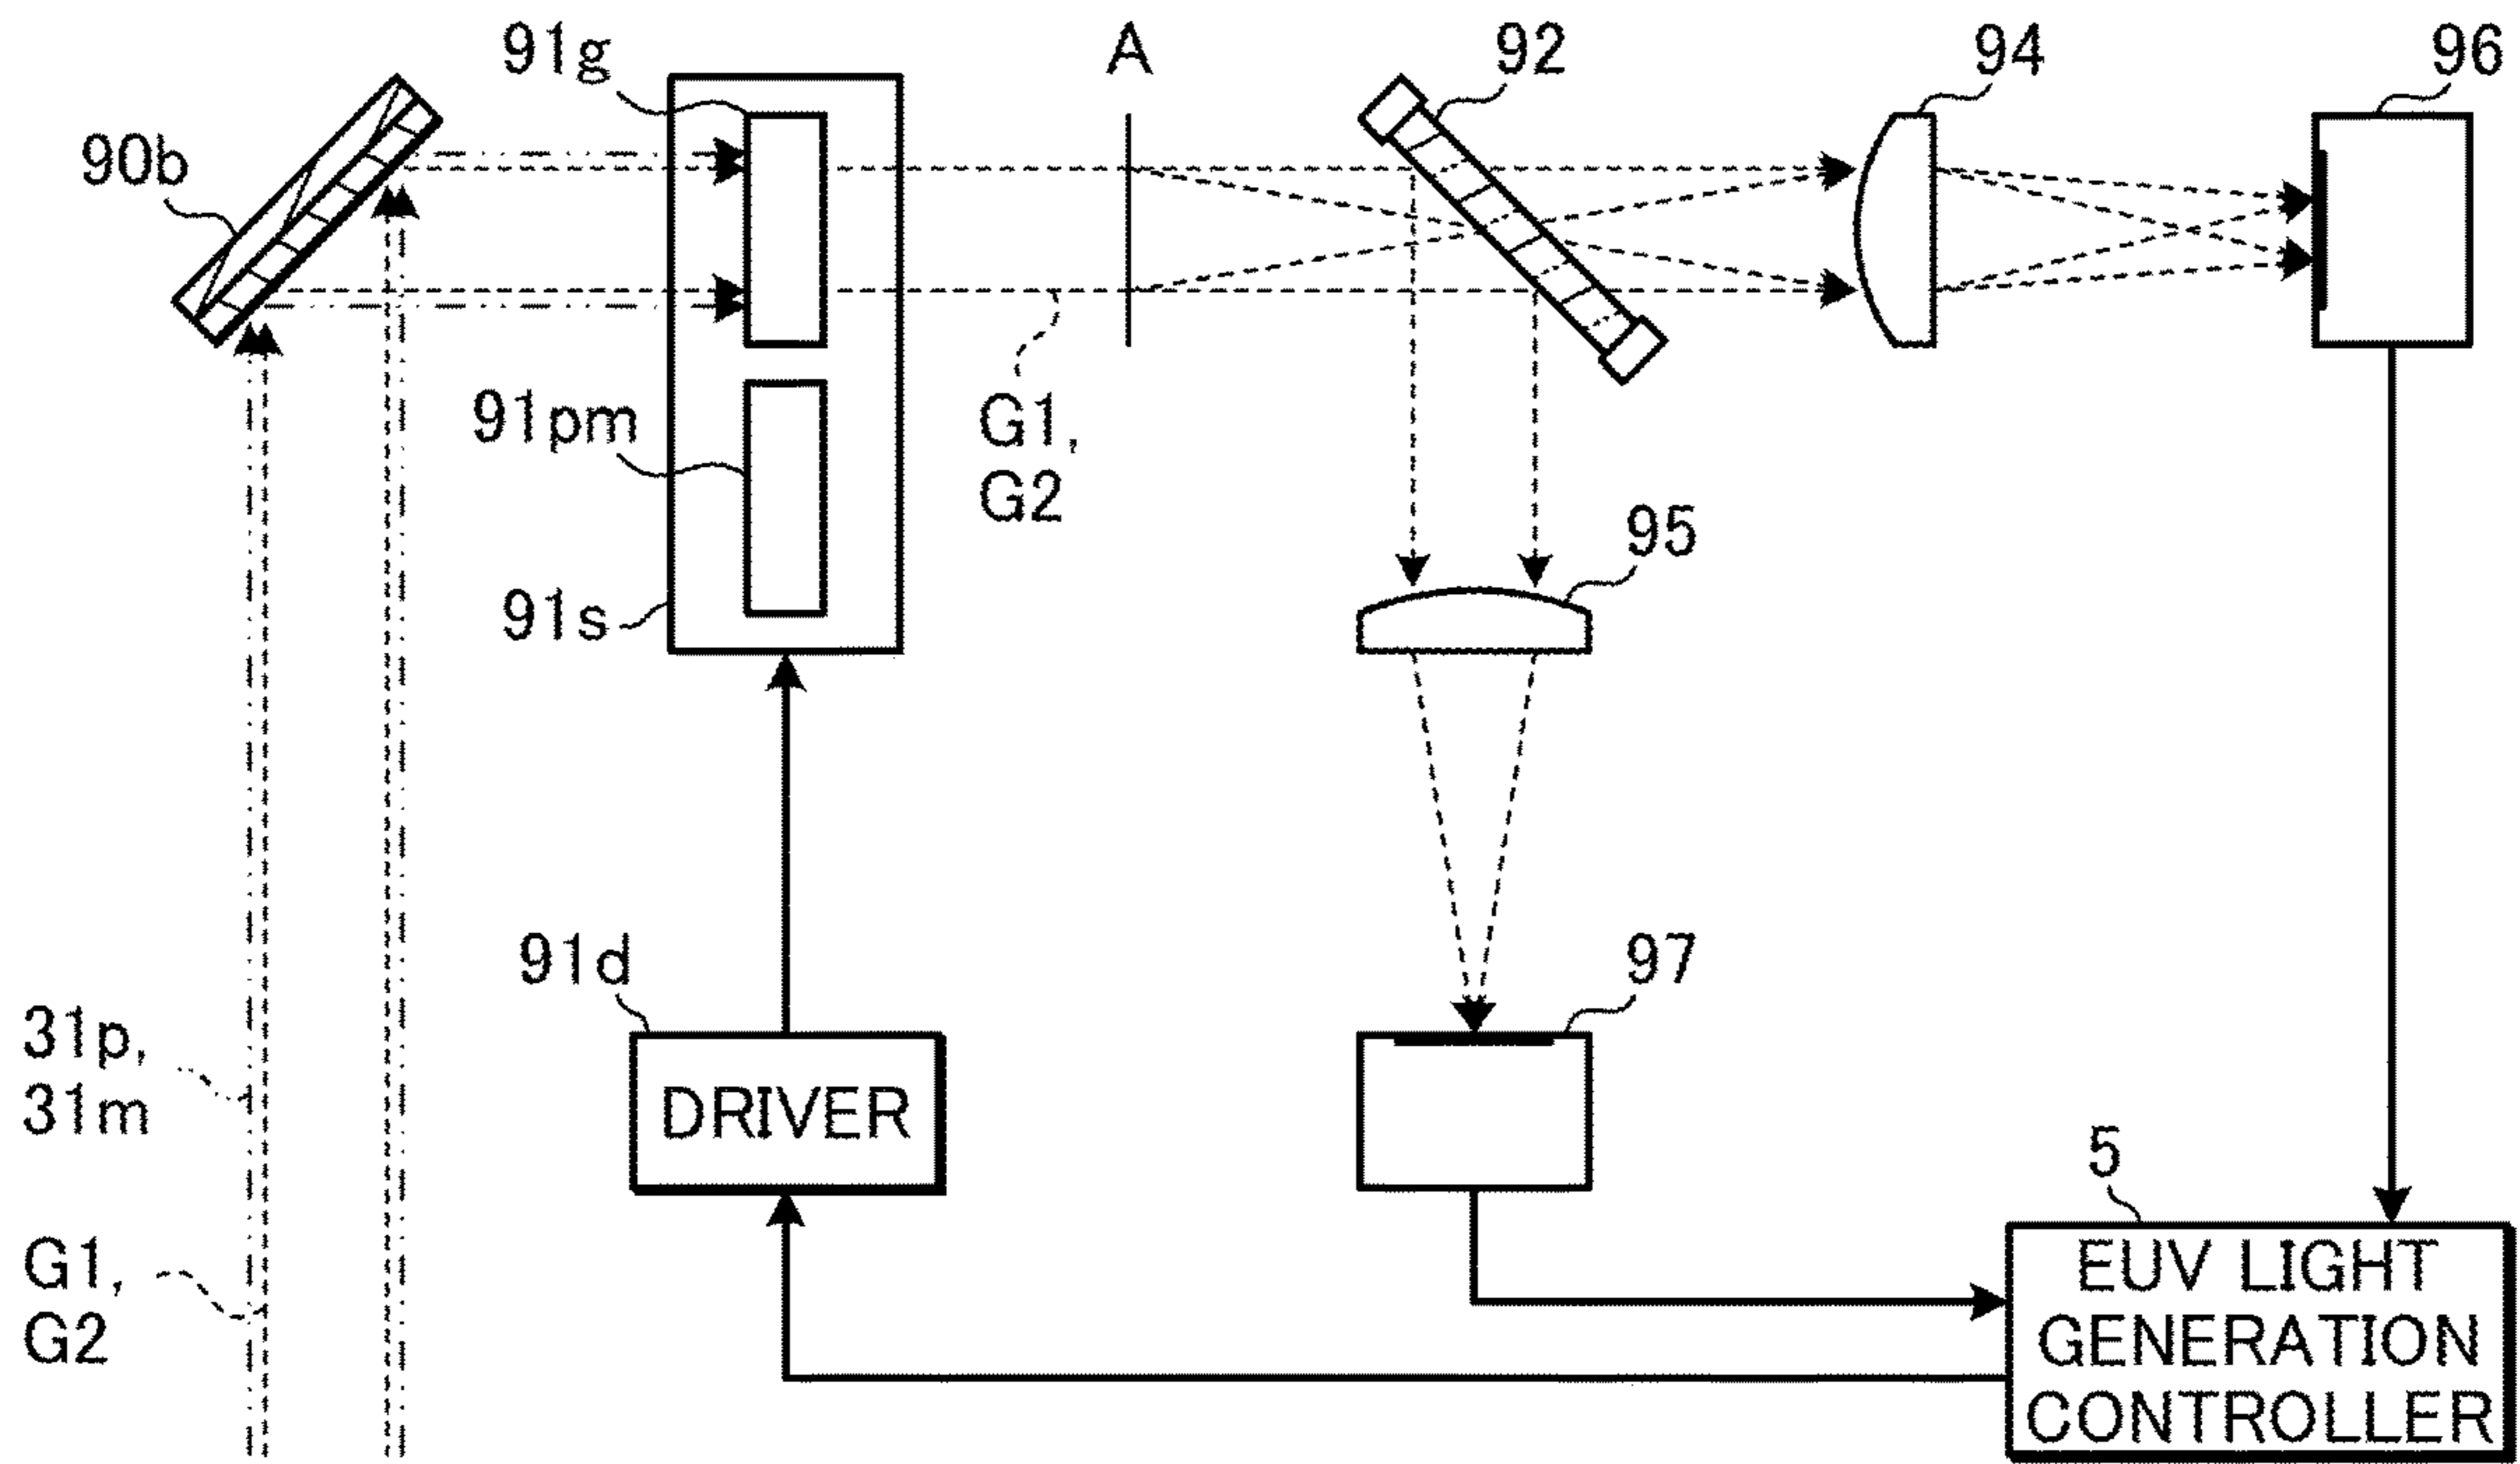 91g
A
92
94
96
90b
91pm
G1,
G2
95
91s
91d
97
31p,
31m
DRIVER
5
G1,
G2
EUV LIGHT
GENERATION
CONTROLLER